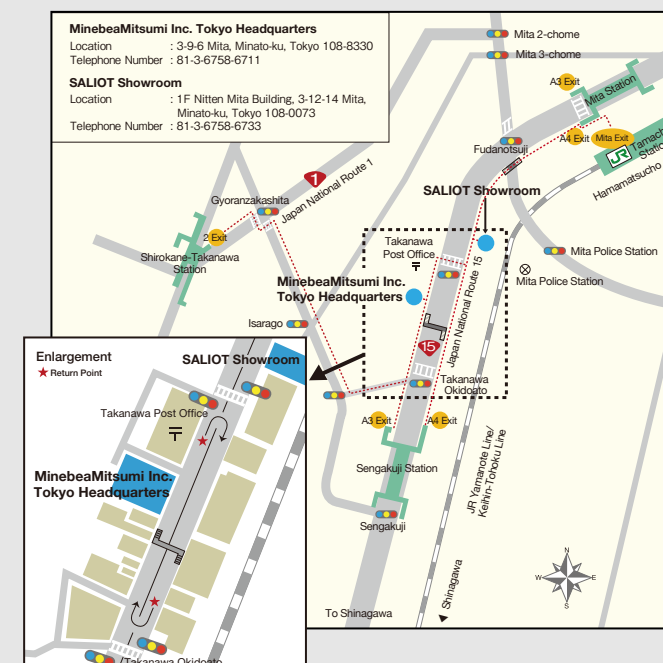 MinebeaMitsumi Inc. Tokyo Headquarters
Location : 3-9-6 Mita, Minato-ku, Tokyo 108-8330
Telephone Number : 81-3-6758-6711
SALIOT Showroom
Location : 1F Nitten Mita Building, 3-12-14 Mita,
Minato-ku, Tokyo 108-0073
Telephone Number : 81-3-6758-6733
Mita 2-chome
Mita 3-chome
A3 Exit
Mita Station
A4 Exit
Mita Exit
JR
Fudanotsuji
Hamamatsucho
1
Japan National Route 1
Gyoranzakashita
SALIOT Showroom
2 Exit
Shirokane-Takanawa
Station
Takanawa
Post Office
〒
Mita Police Station
Mita Police Station
MinebeaMitsumi Inc.
Tokyo Headquarters
Japan National Route 15
15
Isarago
Takanawa
Okidoato
A3 Exit
A4 Exit
Sengakuji Station
JR Yamanote Line/
Keihin-Tohoku Line
Sengakuji
Shinagawa
To Shinagawa
N
W
E
S
Enlargement
★ Return Point
SALIOT Showroom
Takanawa Post Office
〒
MinebeaMitsumi Inc.
Tokyo Headquarters
Takanawa Okidoato